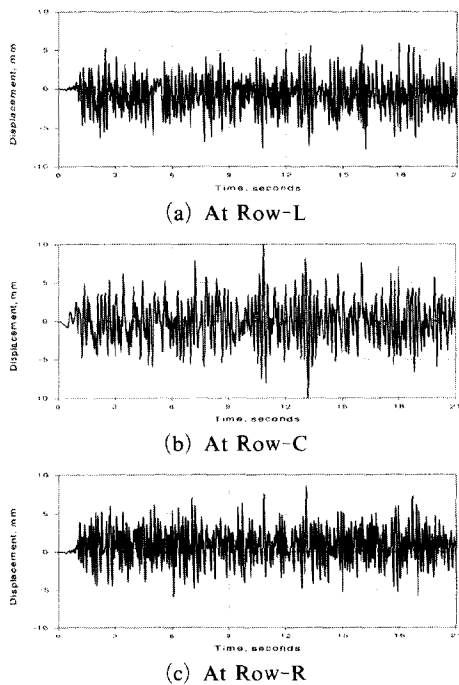 10
5
0
-5
-10
Displacement, mm
0 3 6 9 12 15 18 21
Time, seconds
(a) At Row-L
10
5
0
-5
-10
Displacement, mm
0 3 6 9 12 15 18 21
Time, seconds
(b) At Row-C
10
5
0
-5
-10
Displacement, mm
0 3 6 9 12 15 18 21
Time, seconds
(c) At Row-R